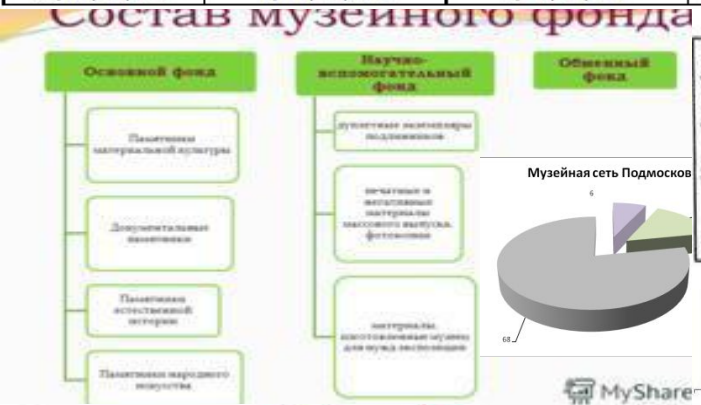 Состав музейного фонда
Основной фонд
Научно-
вспомогательный
фонд
Обменный
фонд
Памятники
материальной культуры
Документальные
памятники
Памятники
естественной
истории
Памятники народного
искусства
дуплетные экземпляры
подлинников
печатные и
негативные
материалы
массового выпуска,
фотокопии
материалы,
изготовленные музеем
для нужд экспозиции
Музейная сеть Подмосков
6
68
MyShare